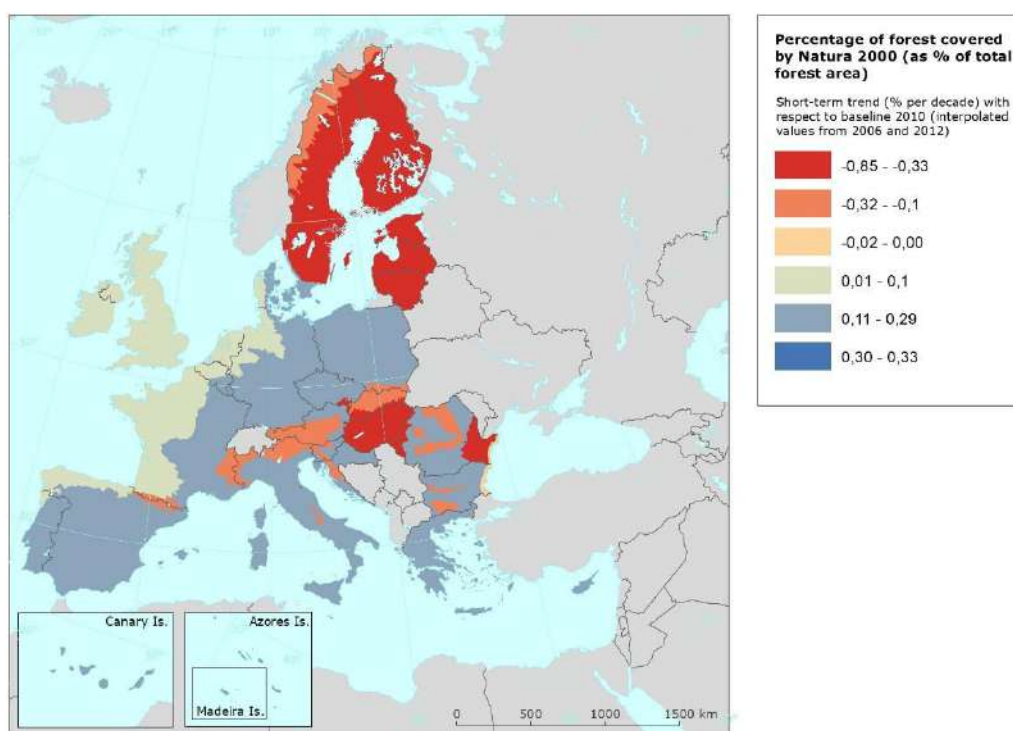 Percentage of forest covered
by Natura 2000 (as % of total
forest area)
Short-term trend (% per decade) with
respect to baseline 2010 (interpolated
values from 2006 and 2012)
-0,85 - -0,33
-0,32 - -0,1
-0,02 - 0,00
0,01 - 0,1
0,11 - 0,29
0,30 - 0,33
Canary Is.
Azores Is.
Madeira Is.
0 500 1000 1500 km